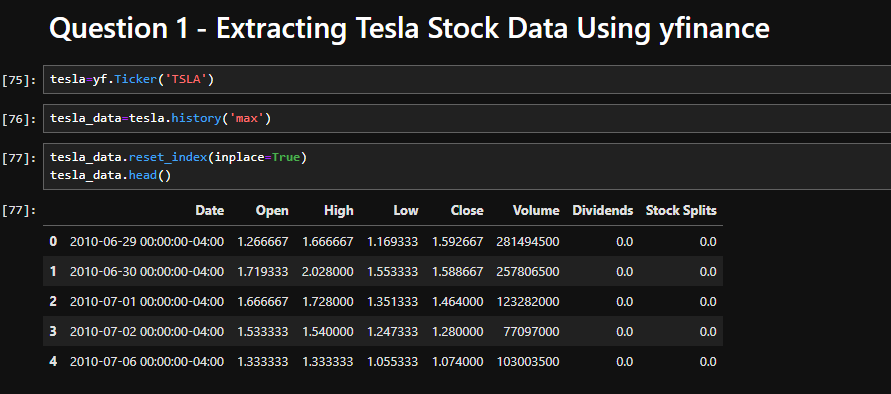 Question 1 - Extracting Tesla Stock Data Using yfinance
[75]: tesla=yf.Ticker('TSLA')
[76]: tesla_data=tesla.history('max')
[77]: tesla_data.reset_index(inplace=True)
tesla_data.head()
[77]: Date Open High Low Close Volume Dividends Stock Splits
0 2010-06-29 00:00:00-04:00 1.266667 1.666667 1.169333 1.592667 281494500 0.0 0.0
1 2010-06-30 00:00:00-04:00 1.719333 2.028000 1.553333 1.588667 257806500 0.0 0.0
2 2010-07-01 00:00:00-04:00 1.666667 1.728000 1.351333 1.464000 123282000 0.0 0.0
3 2010-07-02 00:00:00-04:00 1.533333 1.540000 1.247333 1.280000 77097000 0.0 0.0
4 2010-07-06 00:00:00-04:00 1.333333 1.333333 1.055333 1.074000 103003500 0.0 0.0